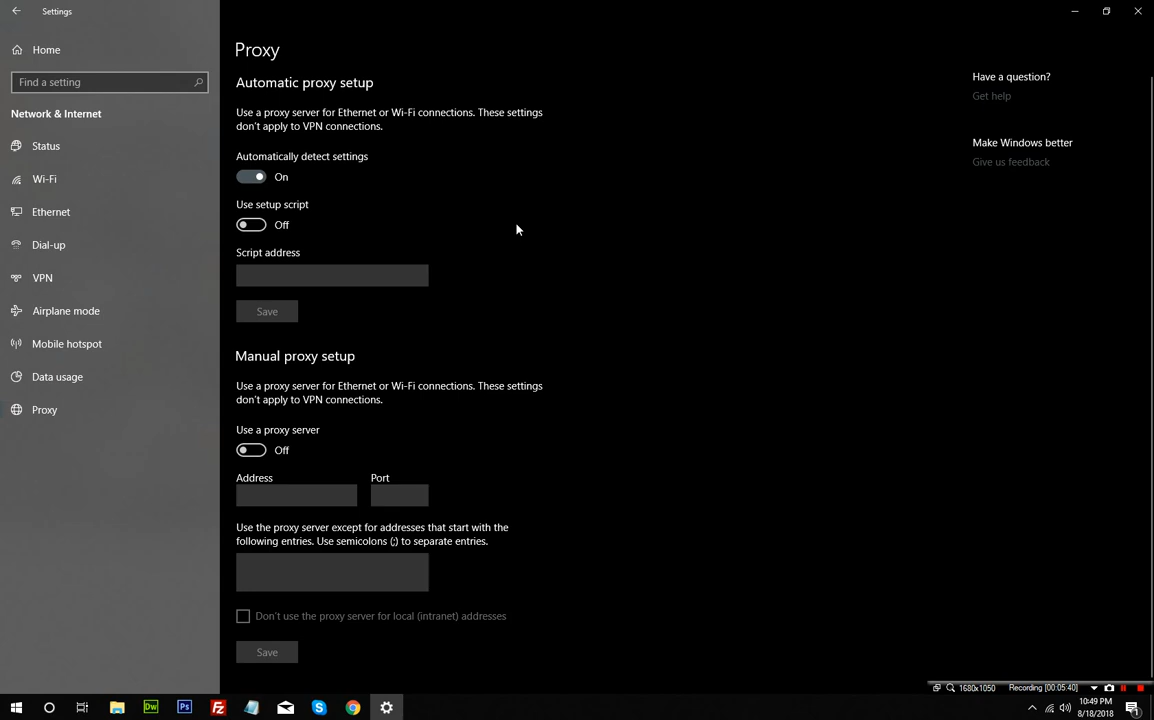 Settings
Home
Find a setting
Network & Internet
Status
Wi-Fi
Ethernet
Dial-up
VPN
Airplane mode
Mobile hotspot
Data usage
Proxy
Proxy
Automatic proxy setup
Use a proxy server for Ethernet or Wi-Fi connections. These settings
don't apply to VPN connections.
Automatically detect settings
On
Use setup script
Off
Script address
Save
Manual proxy setup
Use a proxy server for Ethernet or Wi-Fi connections. These settings
don't apply to VPN connections.
Use a proxy server
Off
Address Port
Use the proxy server except for addresses that start with the
following entries. Use semicolons (;) to separate entries.
Don't use the proxy server for local (intranet) addresses
Save
Have a question?
Get help
Make Windows better
Give us feedback
1680x1050 Recording [00:05:40]
Dw Ps Fz S
10:49 PM
8/18/2018
1